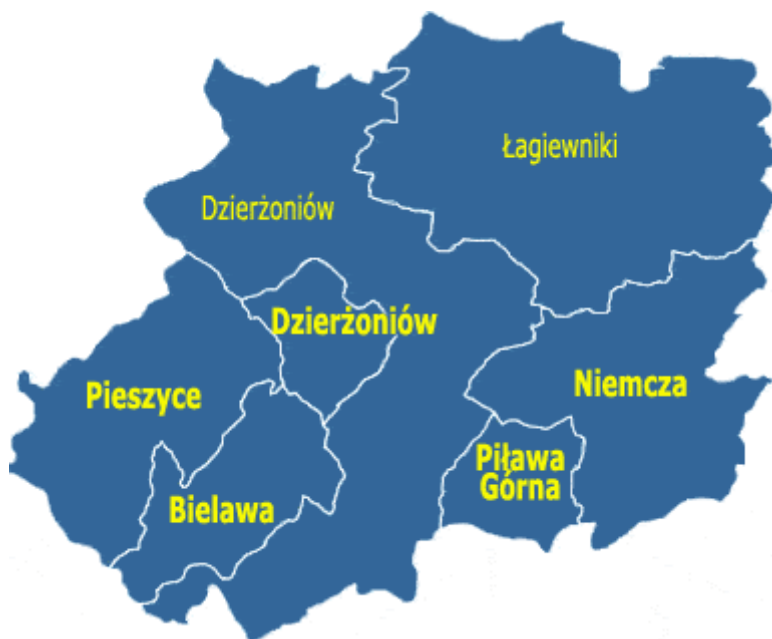 Łagiewniki
Dzierżoniów
Dzierżoniów
Niemcza
Pieszyce
Piława
Górna
Bielawa